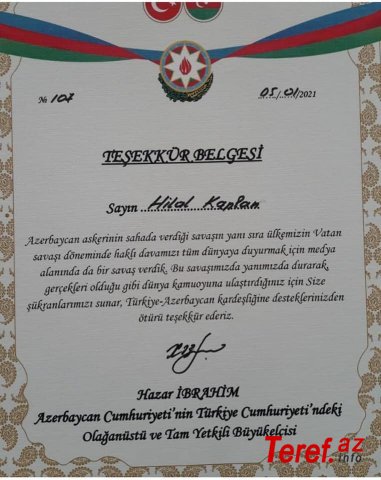 № 107
05/01/2021
TEŞEKKÜR BELGESİ
Sayın Hilal Kaplan
Azerbaycan askerinin sahada verdiği savaşın yanı sıra ülkemizin Vatan
savaşı döneminde haklı davamızı tüm dünyaya duyurmak için medya
alanında da bir savaş verdik. Bu savaşımızda yanımızda durarak,
gerçekleri olduğu gibi dünya kamuoyuna ulaştırdığınız için Size
şükranlarımızı sunar, Türkiye-Azerbaycan kardeşliğine desteklerinizden
ötürü teşekkür ederiz.
Hazar İBRAHİM
Azerbaycan Cumhuriyeti'nin Türkiye Cumhuriyeti'ndeki
Olağanüstü ve Tam Yetkili Büyükelçisi
Teref.az
info